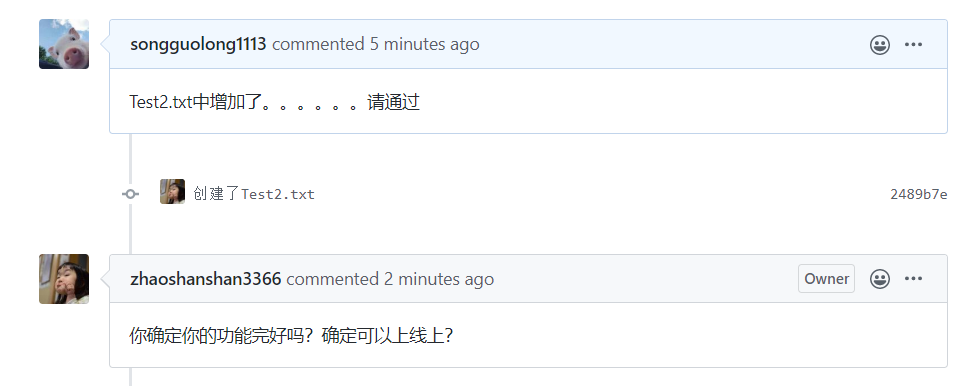 songguolong1113 commented 5 minutes ago
Test2.txt中增加了。。。。。。请通过
创建了Test2.txt 2489b7e
zhaoshanshan3366 commented 2 minutes ago Owner
你确定你的功能完好吗？确定可以上线上？